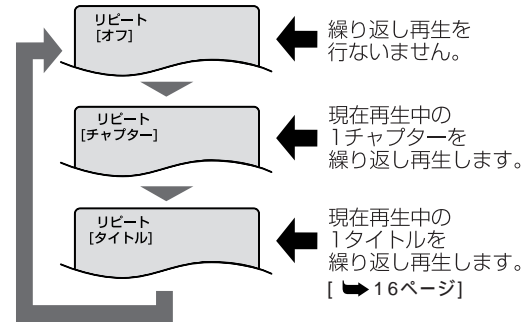 リピート
[オフ]
繰り返し再生を
行ないません。
リピート
[チャプター]
現在再生中の
1チャプターを
繰り返し再生します。
リピート
[タイトル]
現在再生中の
1タイトルを
繰り返し再生します。
[ ➡16ページ]